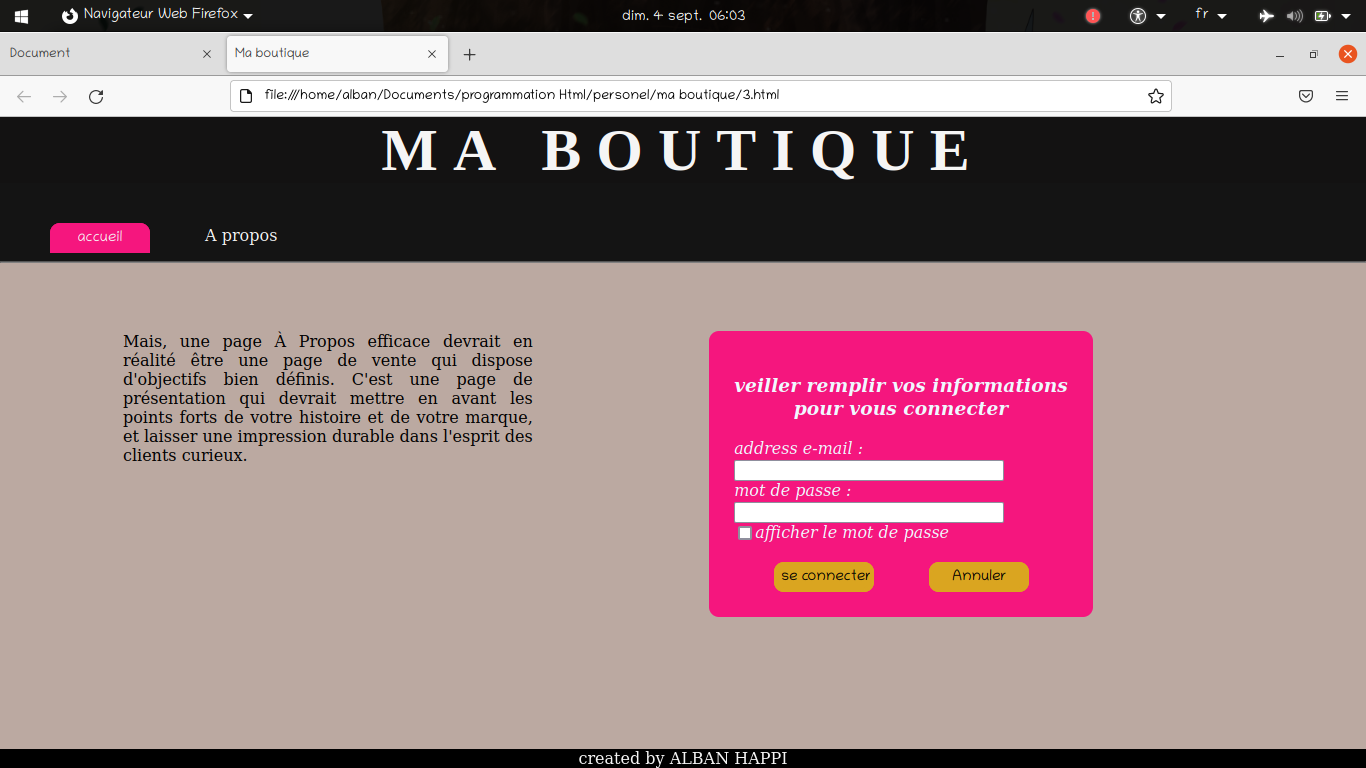 Navigateur Web Firefox
dim. 4 sept. 06:03
fr
Document
Ma boutique
file:///home/alban/Documents/programmation Html/personel/ma boutique/3.html
MA BOUTIQUE
accueil
A propos
Mais, une page À Propos efficace devrait en
réalité être une page de vente qui dispose
d'objectifs bien définis. C'est une page de
présentation qui devrait mettre en avant les
points forts de votre histoire et de votre marque,
et laisser une impression durable dans l'esprit des
clients curieux.
veiller remplir vos informations
pour vous connecter
address e-mail :
mot de passe :
afficher le mot de passe
se connecter
Annuler
created by ALBAN HAPPI